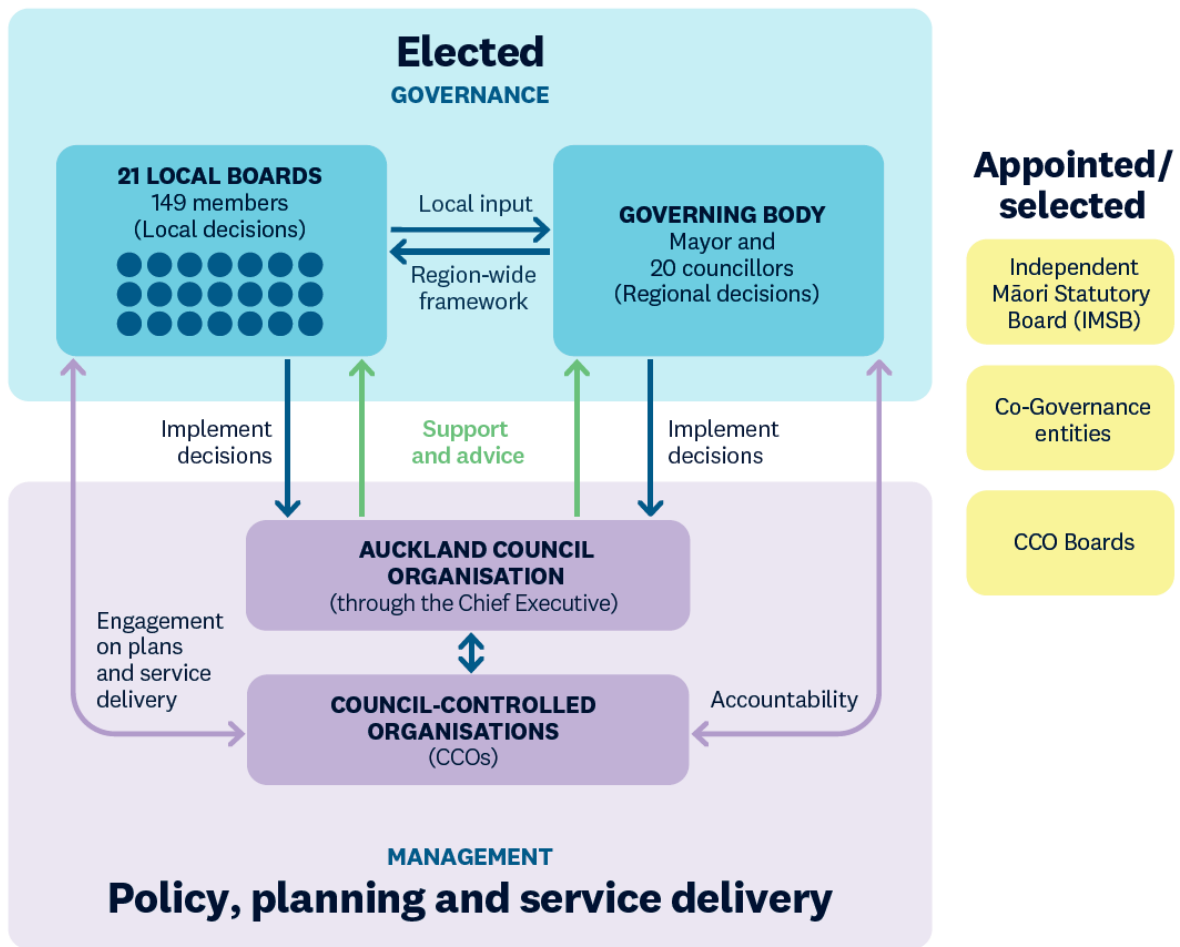 Elected
GOVERNANCE
21 LOCAL BOARDS
149 members
(Local decisions)
Local input
Region-wide
framework
GOVERNING BODY
Mayor and
20 councillors
(Regional decisions)
Implement
decisions
Support
and advice
Implement
decisions
AUCKLAND COUNCIL
ORGANISATION
(through the Chief Executive)
Engagement
on plans
and service
delivery
COUNCIL-CONTROLLED
ORGANISATIONS
(CCOs)
Accountability
MANAGEMENT
Policy, planning and service delivery
Appointed/
selected
Independent
Māori Statutory
Board (IMSB)
Co-Governance
entities
CCO Boards